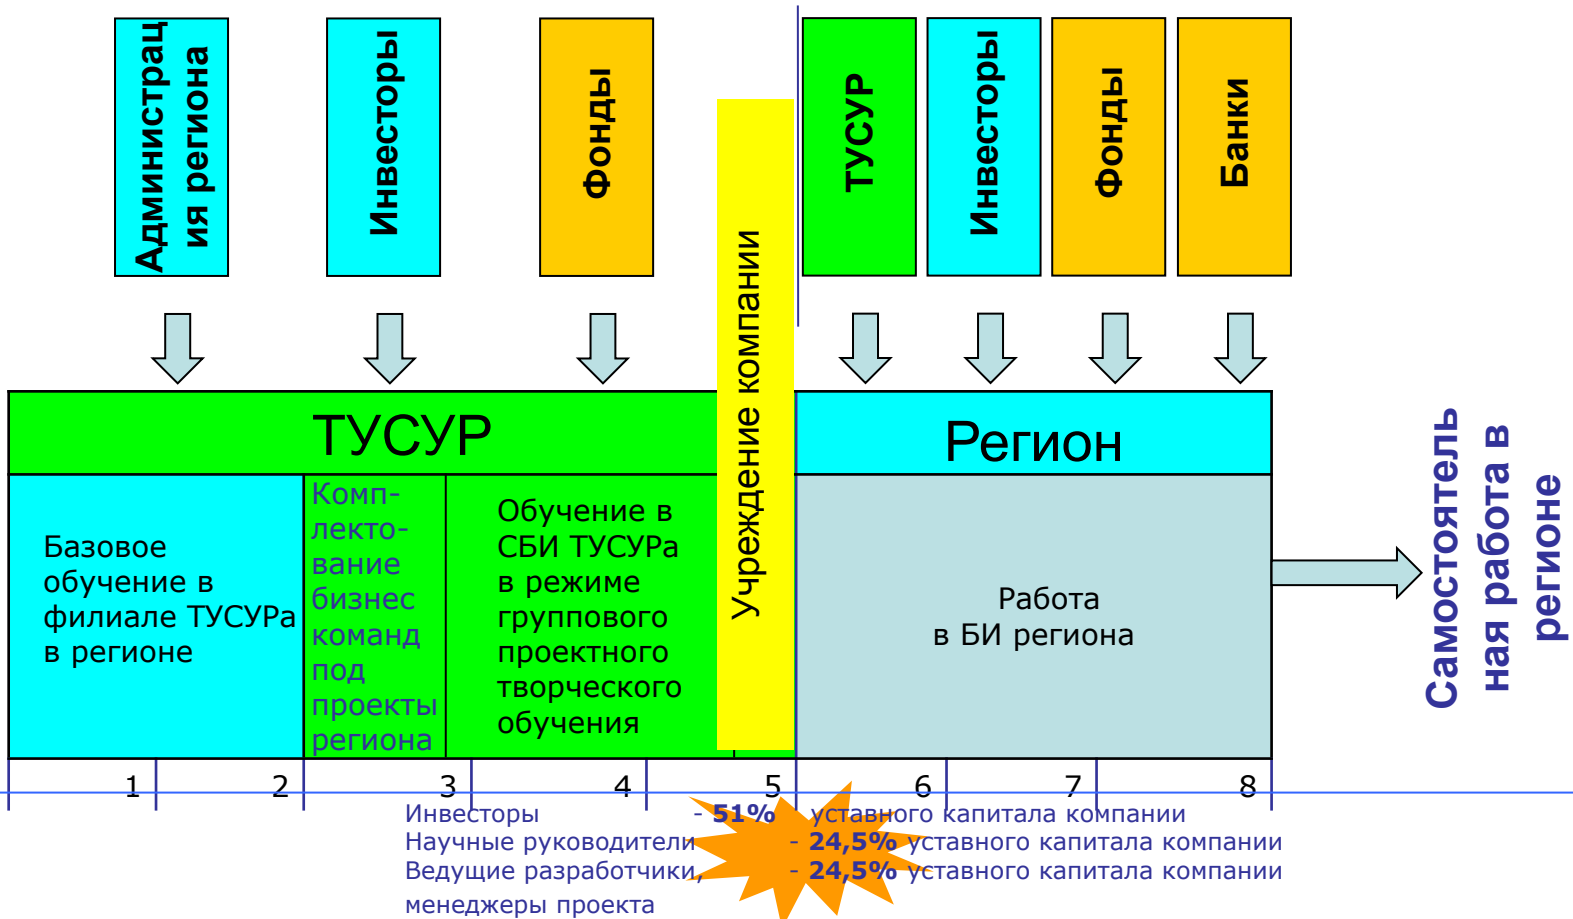 Администрац
ия региона
Инвесторы
Фонды
ТУСУР
Инвесторы
Фонды
Банки
Учреждение компании
ТУСУР
Регион
Базовое
обучение в
филиале ТУСУРа
в регионе
Комп-
лекто-
вание
бизнес
команд
под
проекты
региона
Обучение в
СБИ ТУСУРа
в режиме
группового
проектного
творческого
обучения
Работа
в БИ региона
Самостоятель
ная работа в
регионе
1 2 3 4 5 6 7 8
Инвесторы - 51% уставного капитала компании
Научные руководители - 24,5% уставного капитала компании
Ведущие разработчики, - 24,5% уставного капитала компании
менеджеры проекта